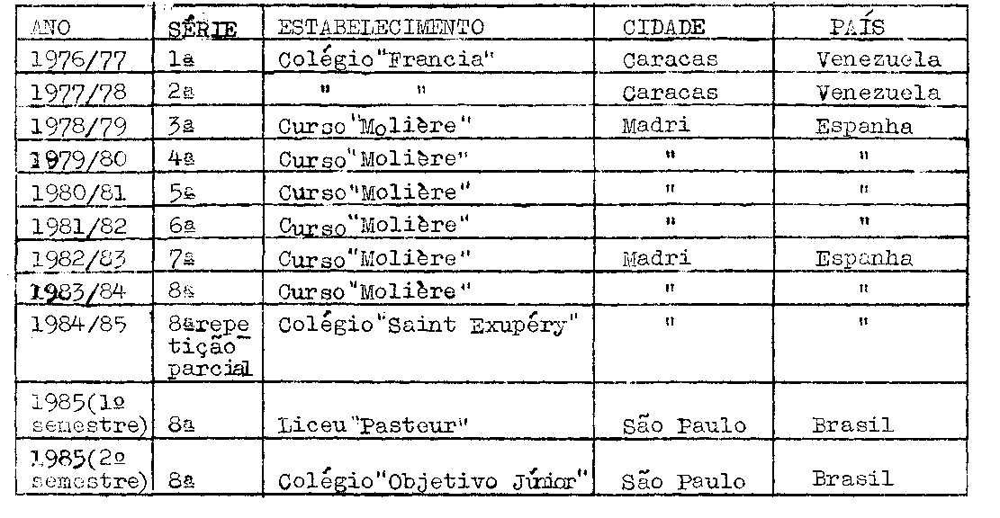 ANO SÉRIE ESTABELECIMENTO CIDADE PAÍS
1976/77 1ª Colégio "Francia" Caracas Venezuela
1977/78 2ª " " Caracas Venezuela
1978/79 3ª Curso "Molière" Madri Espanha
1979/80 4ª Curso "Molière" " "
1980/81 5ª Curso "Molière" " "
1981/82 6ª Curso "Molière" " "
1982/83 7ª Curso "Molière" Madri Espanha
1983/84 8ª Curso "Molière" " "
1984/85 8ª repe Colégio "Saint Exupéry" " "
tição
parcial
1985(1º
semestre) 8ª Liceu "Pasteur" São Paulo Brasil
1985(2º
semestre) 8ª Colégio "Objetivo Júnior" São Paulo Brasil